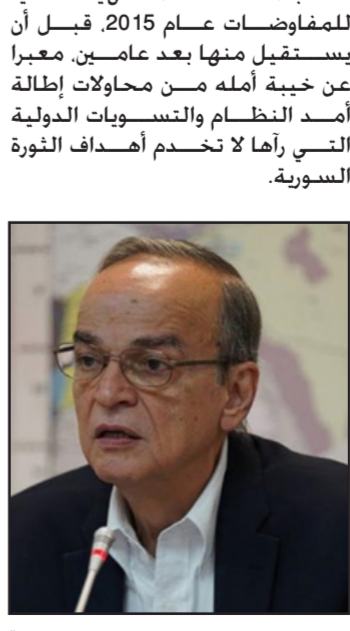 للمفاوضات عام 2015، قبل أن
يستقيل منها بعد عامين، معبرا
عن خيبة أمله من محاولات إطالة
أمد النظام والتسويات الدولية
التي رآها لا تخدم أهداف الثورة
السورية.